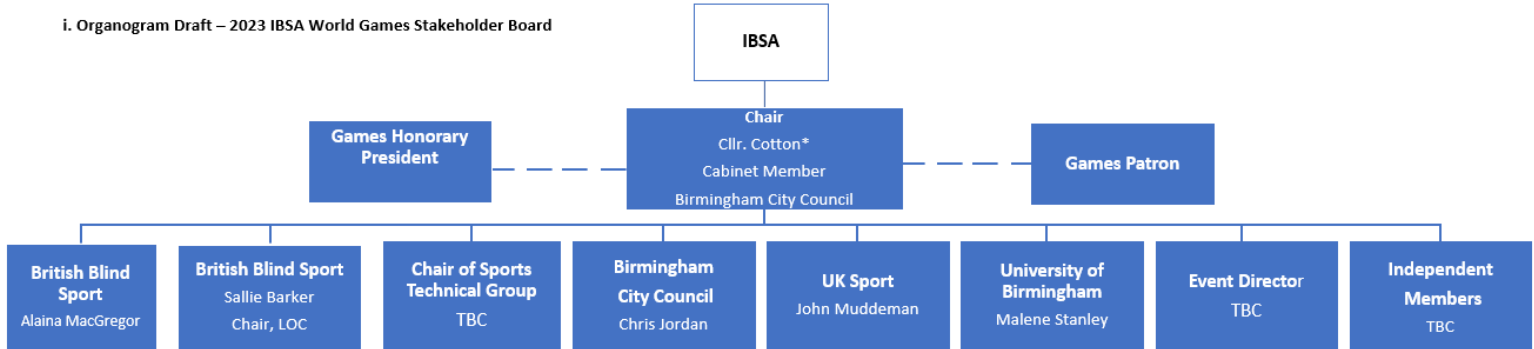 i. Organogram Draft – 2023 IBSA World Games Stakeholder Board
IBSA
Chair
Cllr. Cotton*
Cabinet Member
Birmingham City Council
Games Honorary
President
Games Patron
British Blind
Sport
Alaina MacGregor
British Blind Sport
Sallie Barker
Chair, LOC
Chair of Sports
Technical Group
TBC
Birmingham
City Council
Chris Jordan
UK Sport
John Muddeman
University of
Birmingham
Malene Stanley
Event Director
TBC
Independent
Members
TBC